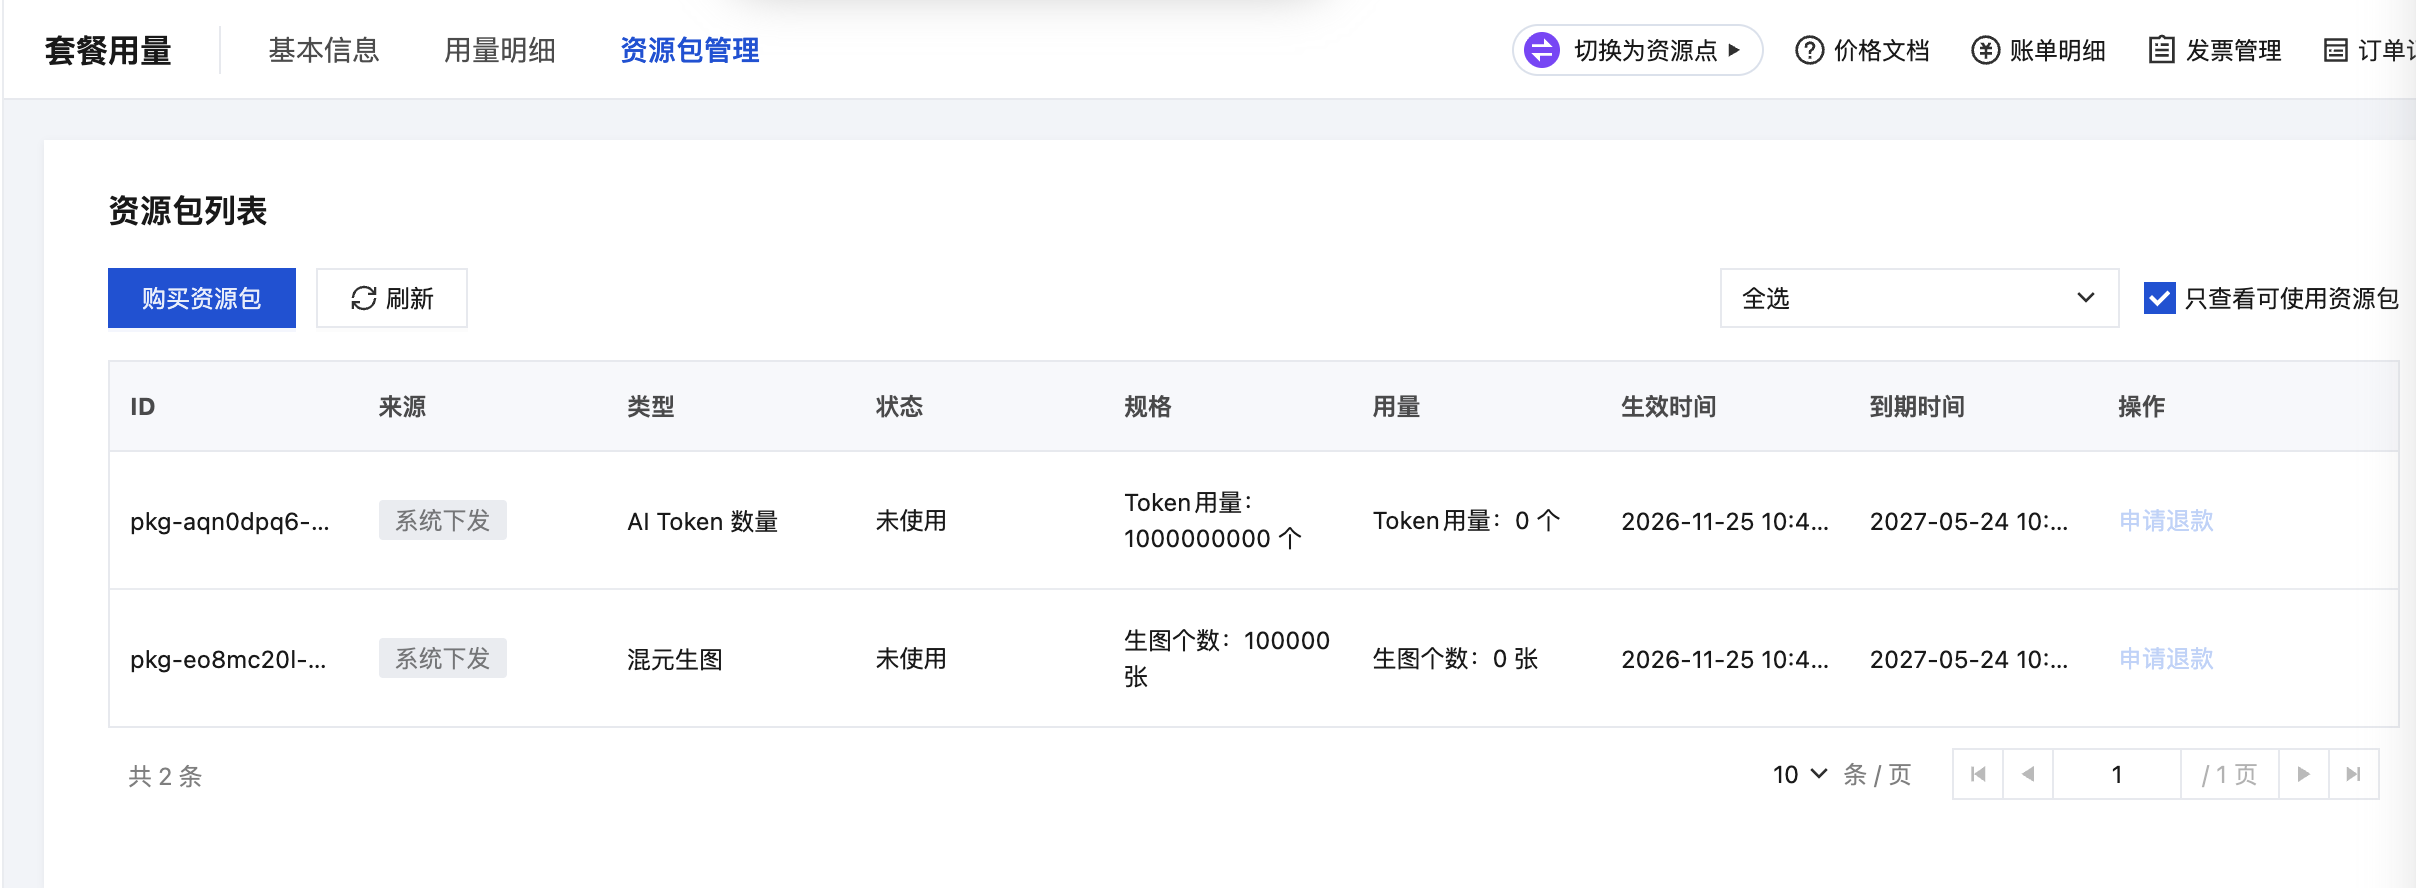 套餐用量
基本信息
用量明细
资源包管理
切换为资源点
价格文档
账单明细
发票管理
订单
资源包列表
购买资源包
刷新
全选
只查看可使用资源包
ID 来源 类型 状态 规格 用量 生效时间 到期时间 操作
pkg-aqn0dpq6-... 系统下发 AI Token 数量 未使用 Token用量：
1000000000 个 Token用量：0 个 2026-11-25 10:4... 2027-05-24 10:... 申请退款
pkg-eo8mc20l-... 系统下发 混元生图 未使用 生图个数：100000
张 生图个数：0 张 2026-11-25 10:4... 2027-05-24 10:... 申请退款
共 2 条
10 条 / 页
1 / 1 页